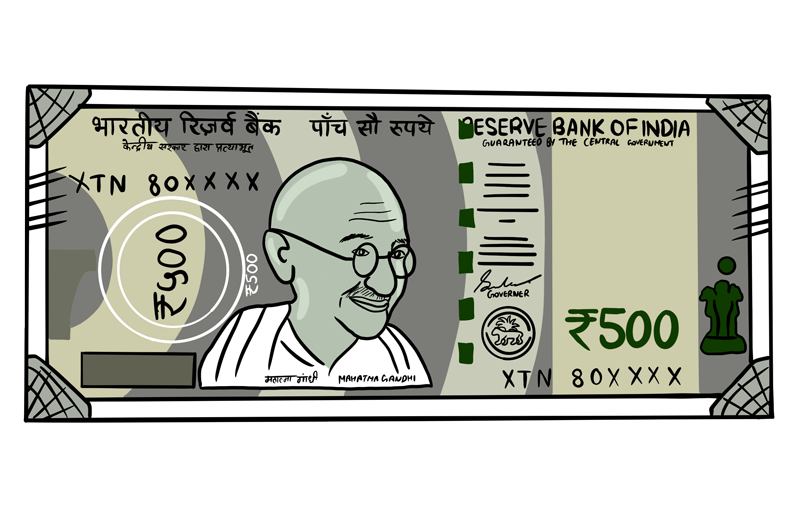 भारतीय रिज़र्व बैंक पाँच सौ रुपये
RESERVE BANK OF INDIA
केन्द्रीय सरकार द्वारा प्रत्याभूत
GUARANTEED BY THE CENTRAL GOVERNMENT
XTN 80XXXX
₹५00
₹500
GOVERNER
₹500
महात्मा गांधी MAHATMA GANDHI
XTN 80XXXX